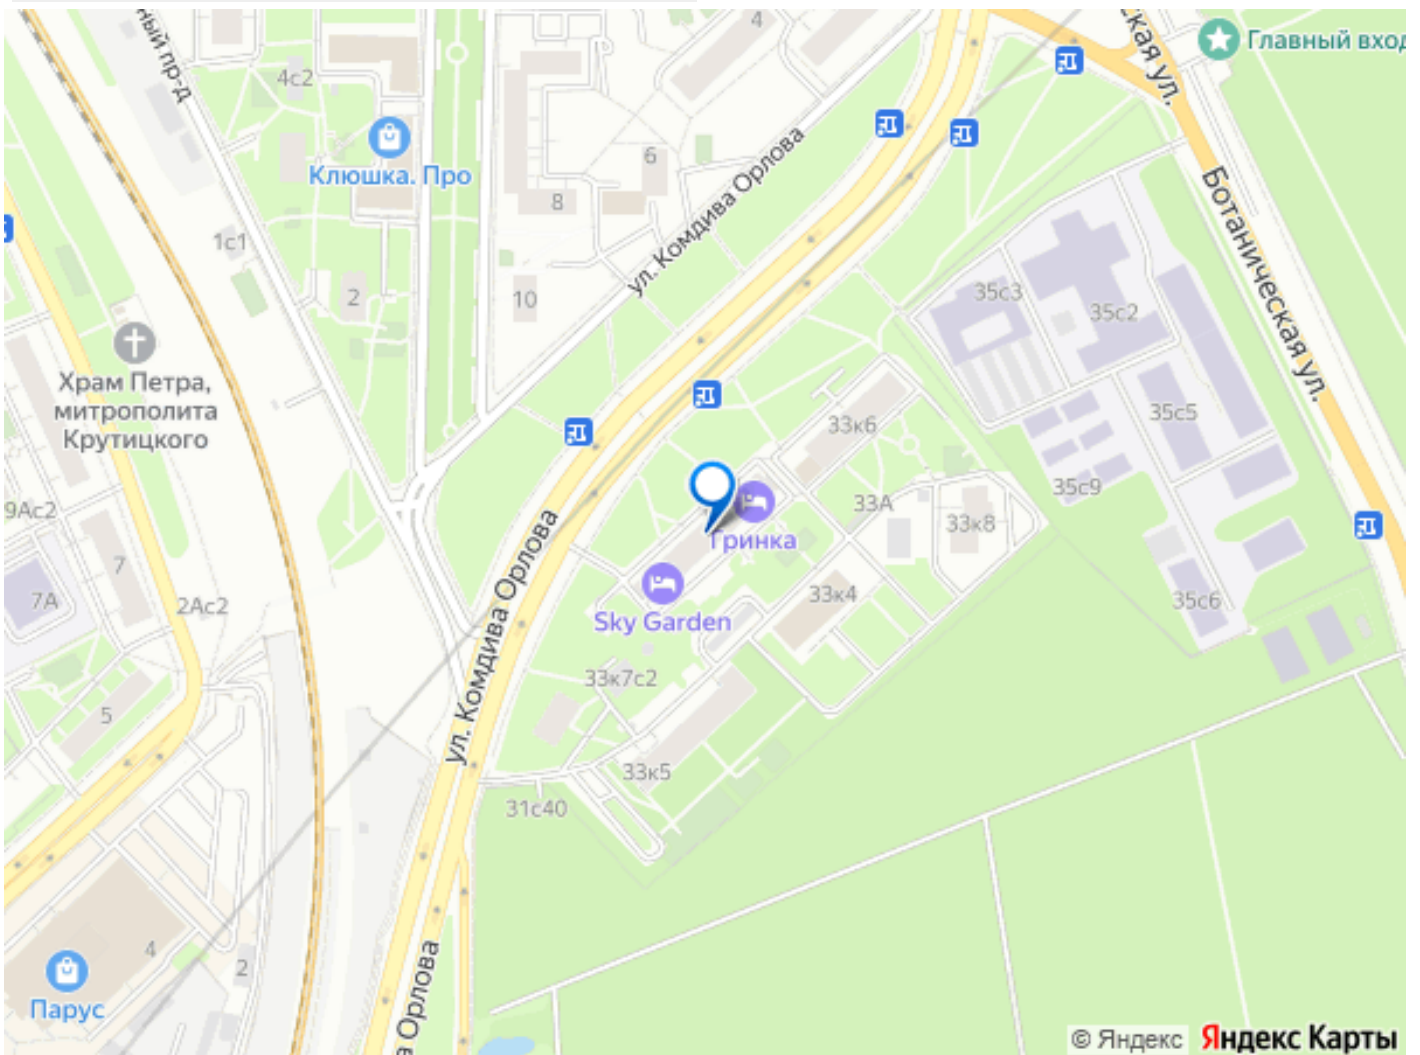 ный пр-д
4
ская ул.
Главный вход
4с2
Клюшка. Про
6
8
ул. Комдива Орлова
1с1
2
10
Ботаническая ул.
35с3
35с2
Храм Петра,
митрополита
Крутицкого
35с5
33к6
35с9
9Ас2
33А
33к8
Гринка
7
7А
2Ас2
Sky Garden
33к4
35с6
ул. Комдива Орлова
33к7с2
5
33к5
31с40
4
2
Парус
а Орлова
© Яндекс
Яндекс Карты